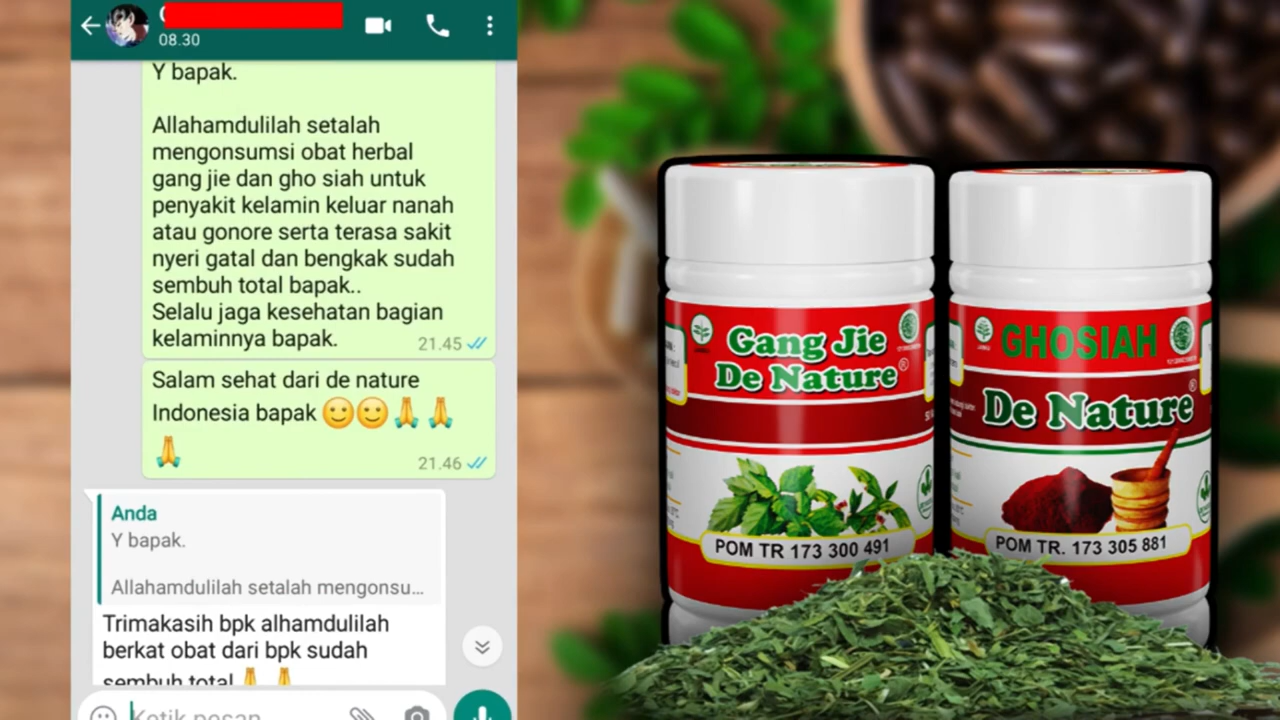 08.30
Y bapak.
Allahamdulilah setalah
mengonsumsi obat herbal
gang jie dan gho siah untuk
penyakit kelamin keluar nanah
atau gonore serta terasa sakit
nyeri gatal dan bengkak sudah
sembuh total bapak..
Selalu jaga kesehatan bagian
kelaminnya bapak.
21.45
Salam sehat dari de nature
Indonesia bapak🙂🙂🙏🙏
🙏
21.46
Anda
Y bapak.
Allahamdulilah setalah mengonsu...
Trimakasih bpk alhamdulilah
berkat obat dari bpk sudah
sembuh total 🙏 🙏
Ketik pesan
Gang Jie
De Nature®
POM TR 173 300 491
GHOSIAH
De Nature®
POM TR. 173 305 881